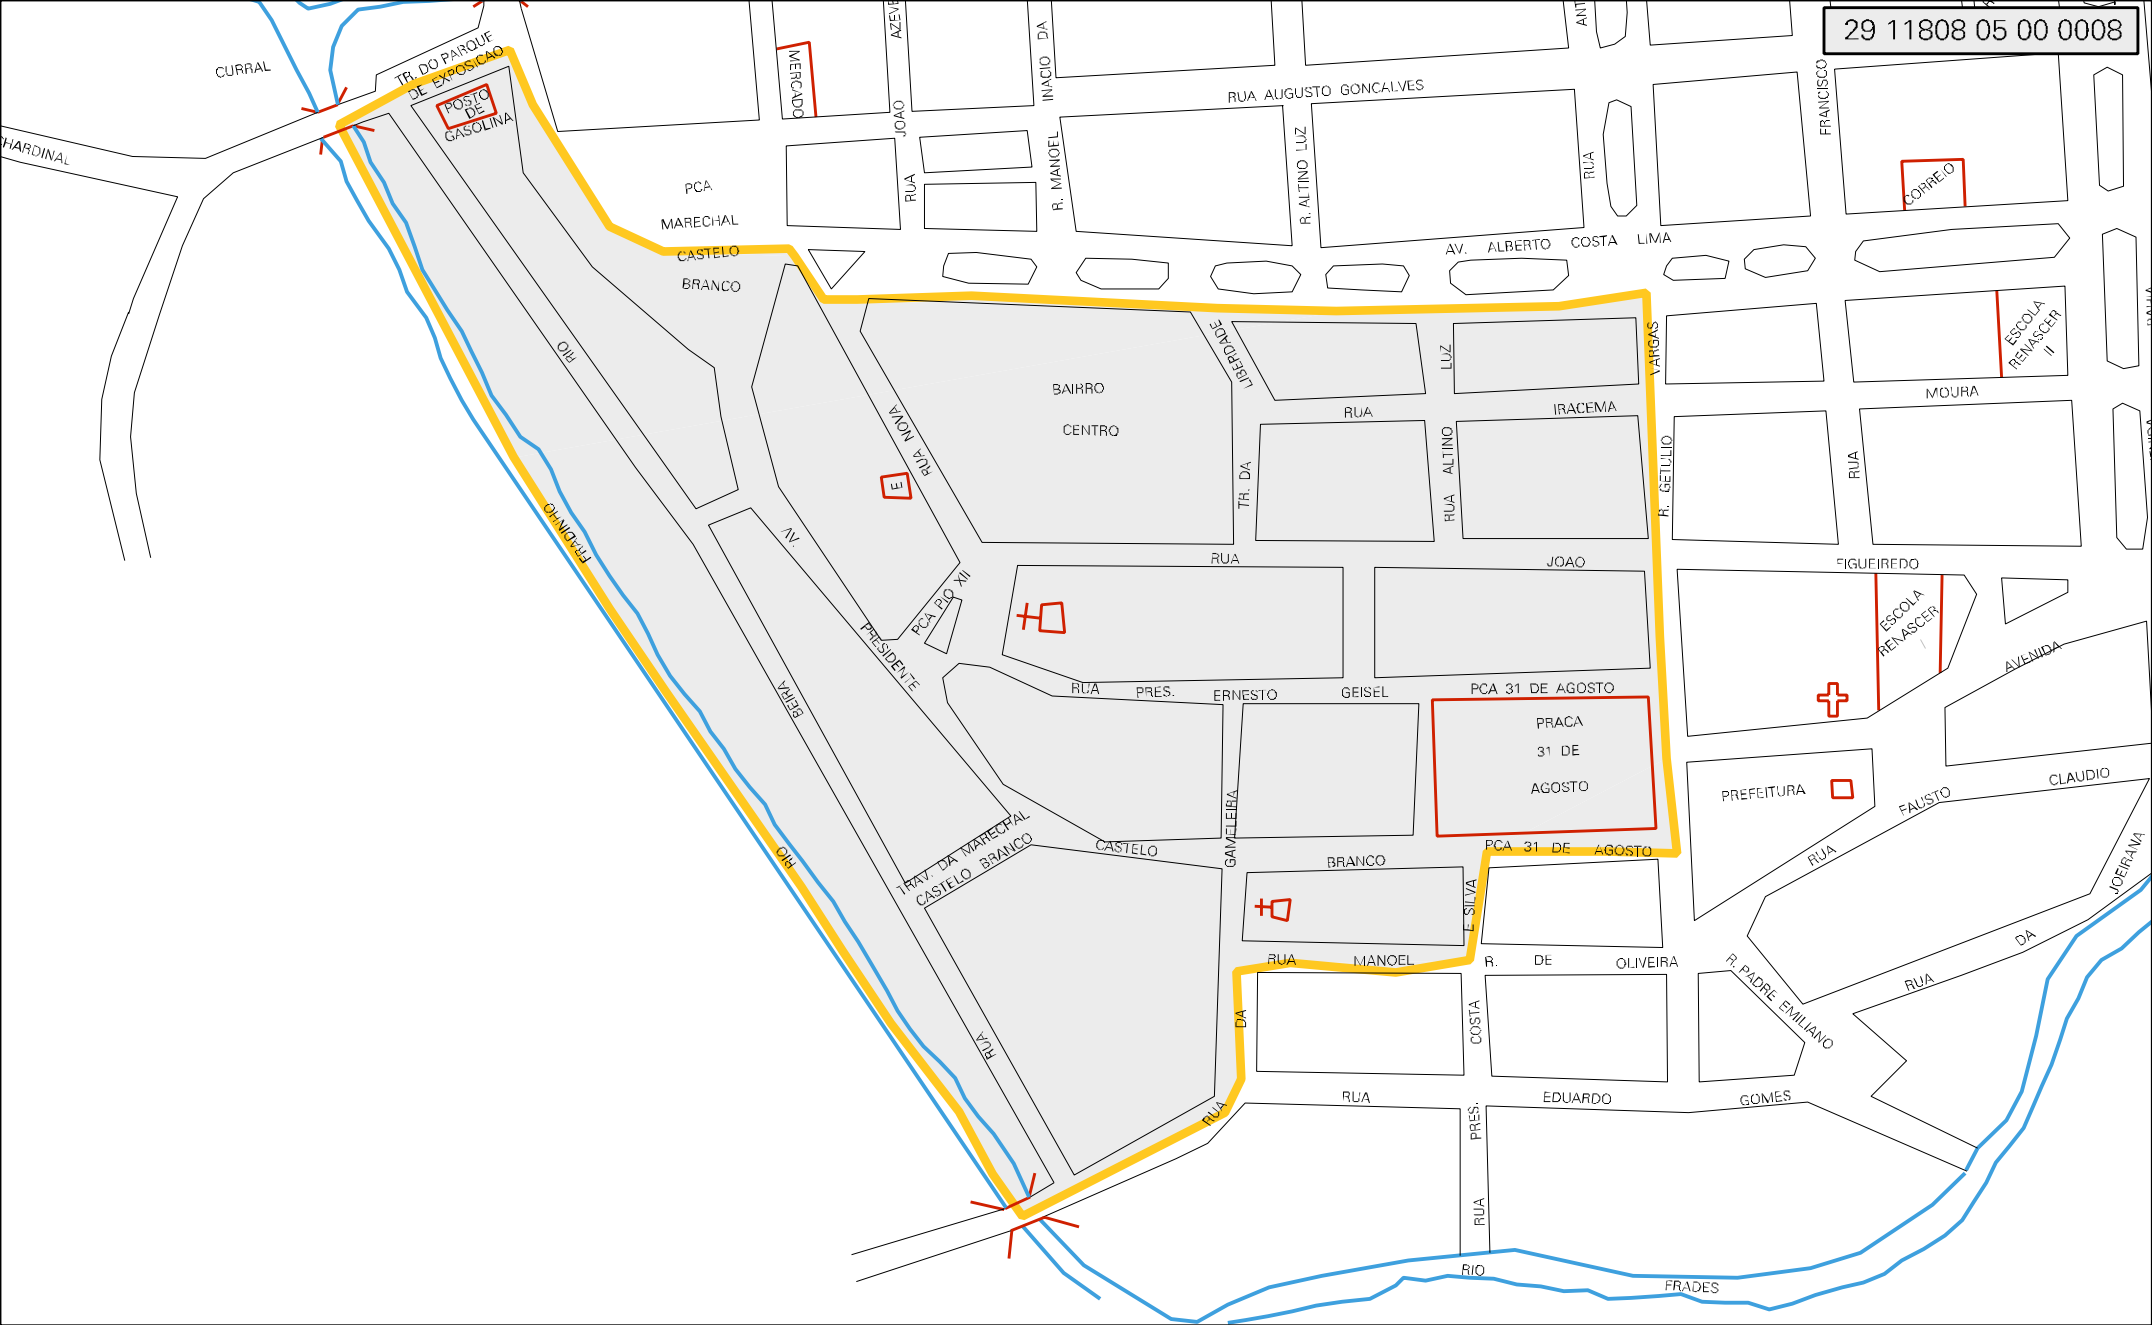 29 11808 05 00 0008
CURRAL
TR. DO PARQUE
DE EXPOSICAO
POSTO
DE
GASOLINA
CHARDINAL
MERCADO
AZEVE
JOAO
RUA
INACIO DA
R. MANOEL
RUA AUGUSTO GONCALVES
R. ALTINO LUZ
ANT
RUA
FRANCISCO
CORREIO
PCA
MARECHAL
CASTELO
BRANCO
AV. ALBERTO COSTA LIMA
ESCOLA
RENASCER
II
VARGAS
R. GETULIO
MOURA
RUA
LIBERDADE
TR. DA
LUZ
RUA ALTINO
RUA IRACEMA
BAIRRO
CENTRO
RUA NOVA
E
RIO
FRADINHO
AV.
PRESIDENTE
PCA PIO XII
RUA JOAO
FIGUEIREDO
ESCOLA
RENASCER
I
AVENIDA
RUA PRES. ERNESTO GEISEL
PCA 31 DE AGOSTO
PRACA
31 DE
AGOSTO
BEIRA
RIO
PREFEITURA
FAUSTO
CLAUDIO
RUA
JOEIRANA
DA
RUA
GAMELEIRA
TRAV. DA MARECHAL
CASTELO BRANCO
CASTELO
BRANCO
PCA 31 DE AGOSTO
E SILVA
RUA MANOEL
R. DE OLIVEIRA
R. PADRE EMILIANO
DA
COSTA
RUA
RUA
RUA EDUARDO GOMES
PRES.
RUA
RIO
FRADES